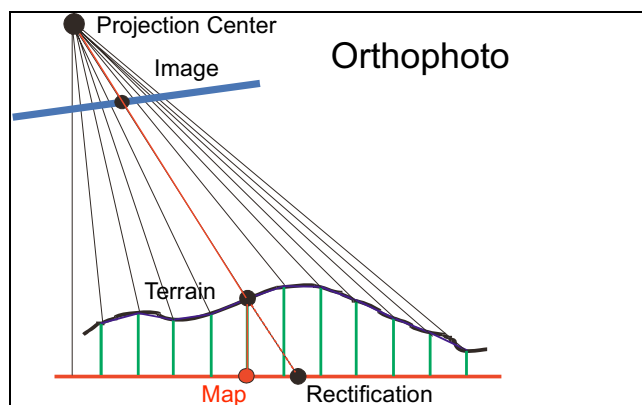 Projection Center
Orthophoto
Image
Terrain
Map
Rectification